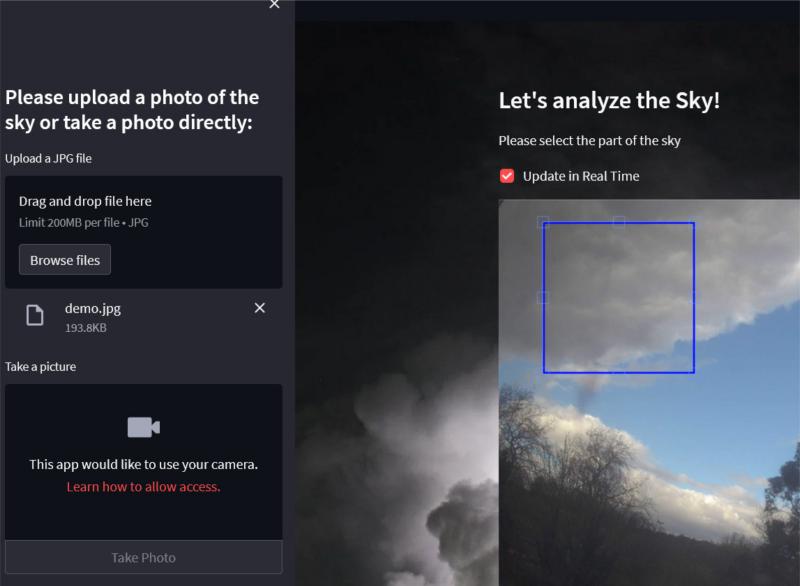 Please upload a photo of the
sky or take a photo directly:
Upload a JPG file
Drag and drop file here
Limit 200MB per file • JPG
Browse files
demo.jpg
193.8KB
Take a picture
This app would like to use your camera.
Learn how to allow access.
Take Photo
Let's analyze the Sky!
Please select the part of the sky
Update in Real Time